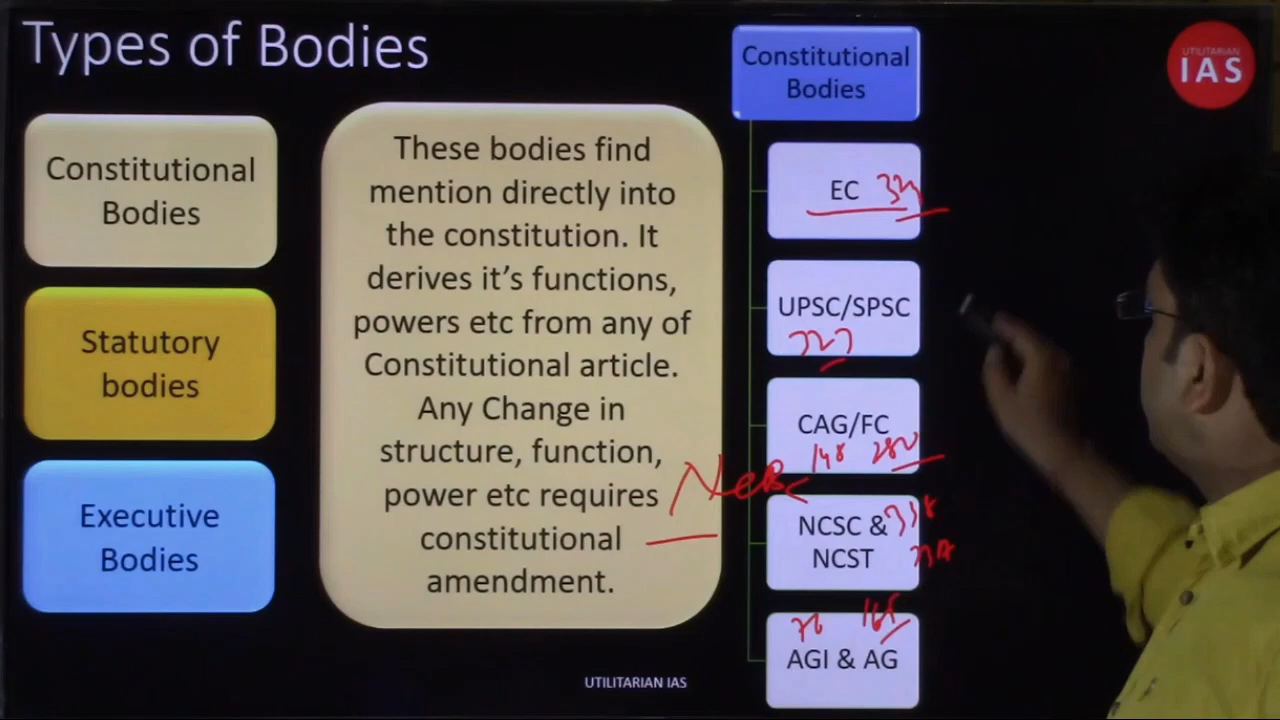 Types of Bodies
Constitutional
Bodies
Statutory
bodies
Executive
Bodies
These bodies find
mention directly into
the constitution. It
derives it's functions,
powers etc from any of
Constitutional article.
Any Change in
structure, function,
power etc requires
constitutional
amendment.
Constitutional
Bodies
EC 324
UPSC/SPSC
CAG/FC
148 280
NCSC & 338
NCST
76 165
AGI & AG
UTILITARIAN
IAS
UTILITARIAN IAS